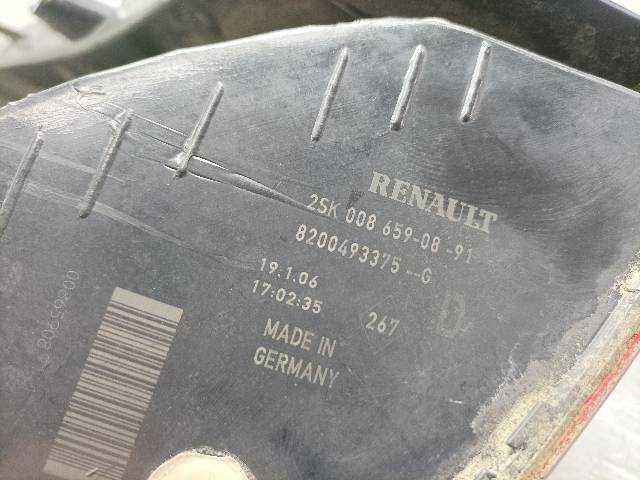 RENAULT
2SK 008 659-08 -91
8200493375--G
19.1.06
17:02:35
267
D
MADE IN
GERMANY